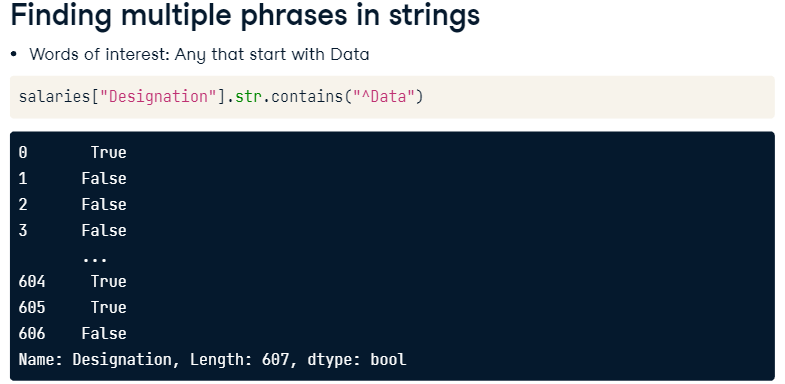 Finding multiple phrases in strings
• Words of interest: Any that start with Data
salaries["Designation"].str.contains("^Data")
0       True
1      False
2      False
3      False
       ...
604     True
605     True
606    False
Name: Designation, Length: 607, dtype: bool